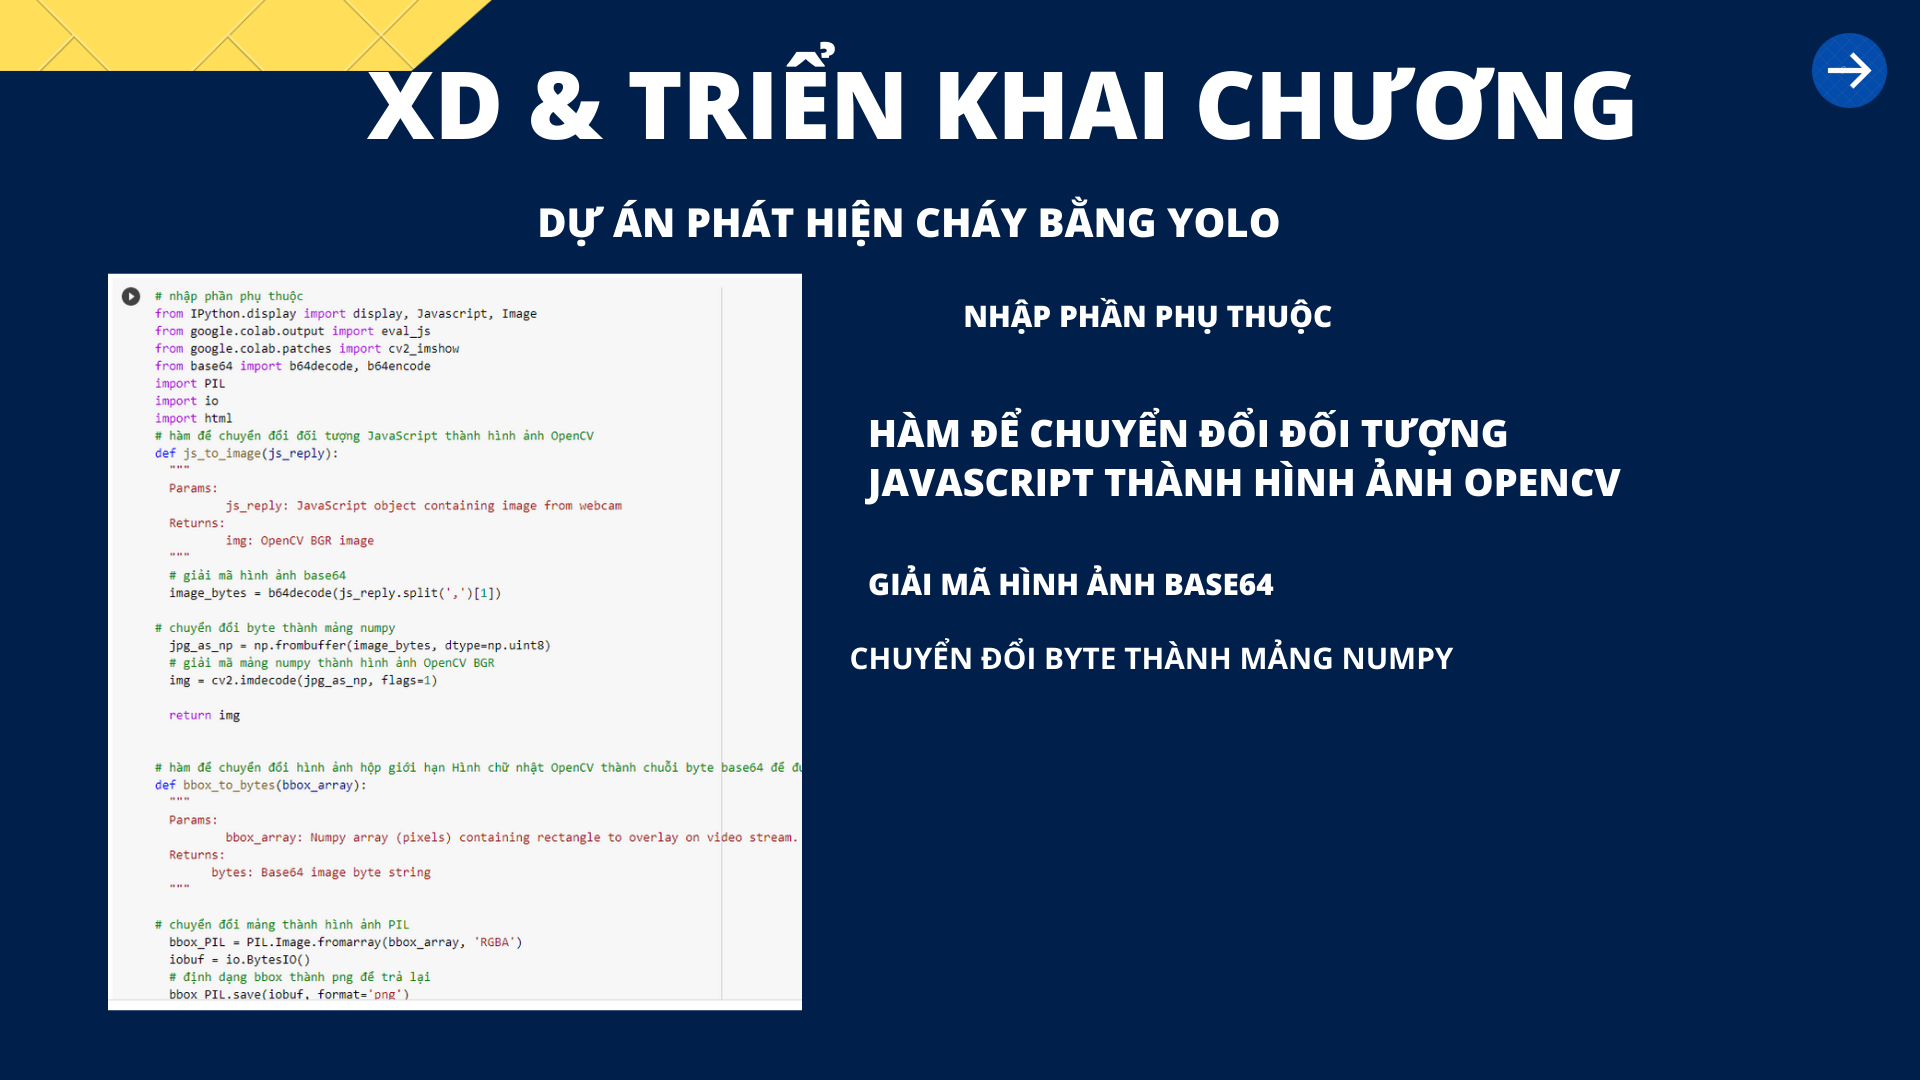 XD & TRIỂN KHAI CHƯƠNG
DỰ ÁN PHÁT HIỆN CHÁY BẰNG YOLO
# nhập phần phụ thuộc
from IPython.display import display, Javascript, Image
from google.colab.output import eval_js
from google.colab.patches import cv2_imshow
from base64 import b64decode, b64encode
import PIL
import io
import html
# hàm để chuyển đổi đối tượng JavaScript thành hình ảnh OpenCV
def js_to_image(js_reply):
"""
Params:
js_reply: JavaScript object containing image from webcam
Returns:
img: OpenCV BGR image
"""
# giải mã hình ảnh base64
image_bytes = b64decode(js_reply.split(',')[1])
# chuyển đổi byte thành mảng numpy
jpg_as_np = np.frombuffer(image_bytes, dtype=np.uint8)
# giải mã mảng numpy thành hình ảnh OpenCV BGR
img = cv2.imdecode(jpg_as_np, flags=1)
return img
# hàm để chuyển đổi hình ảnh hộp giới hạn Hình chữ nhật OpenCV thành chuỗi byte base64 để
def bbox_to_bytes(bbox_array):
"""
Params:
bbox_array: Numpy array (pixels) containing rectangle to overlay on video stream.
Returns:
bytes: Base64 image byte string
"""
# chuyển đổi mảng thành hình ảnh PIL
bbox_PIL = PIL.Image.fromarray(bbox_array, 'RGBA')
iobuf = io.BytesIO()
# định dạng bbox thành png để trả lại
bbox_PIL.save(iobuf, format='png')
NHẬP PHẦN PHỤ THUỘC
HÀM ĐỂ CHUYỂN ĐỔI ĐỐI TƯỢNG
JAVASCRIPT THÀNH HÌNH ẢNH OPENCV
GIẢI MÃ HÌNH ẢNH BASE64
CHUYỂN ĐỔI BYTE THÀNH MẢNG NUMPY